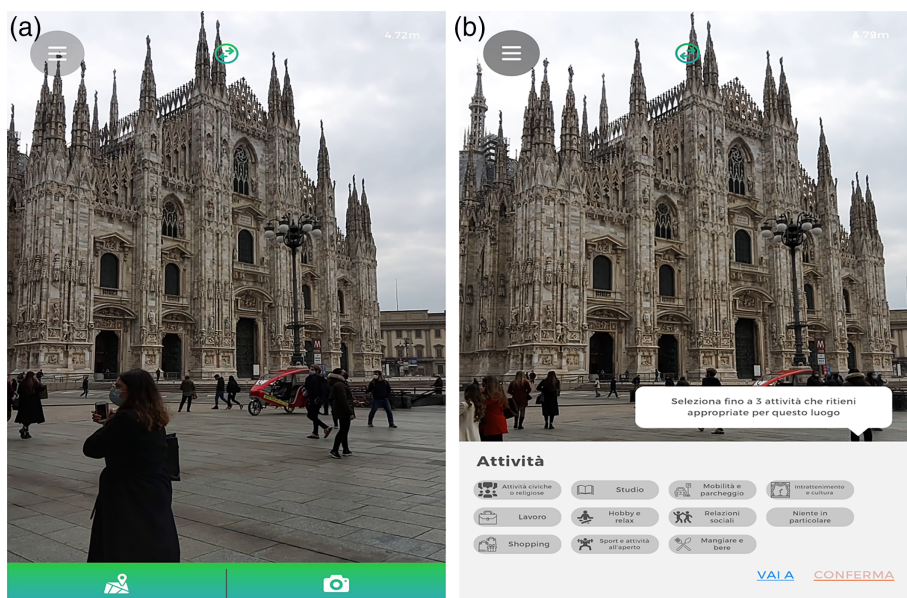 (a)
4.72m
M
(b)
4.78m
M
Seleziona fino a 3 attività che ritieni
appropriate per questo luogo
Attività
Attività civiche
o religiose
Studio
Mobilità e
parcheggio
Intrattenimento
e cultura
Lavoro
Hobby e
relax
Relazioni
sociali
Niente in
particolare
Shopping
Sport e attività
all'aperto
Mangiare e
bere
VAI A
CONFERMA